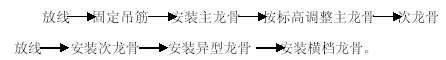 放线→固定吊筋→安装主龙骨→按标高调整主龙骨→次龙骨
放线→安装次龙骨→安装异型龙骨→安装横档龙骨。